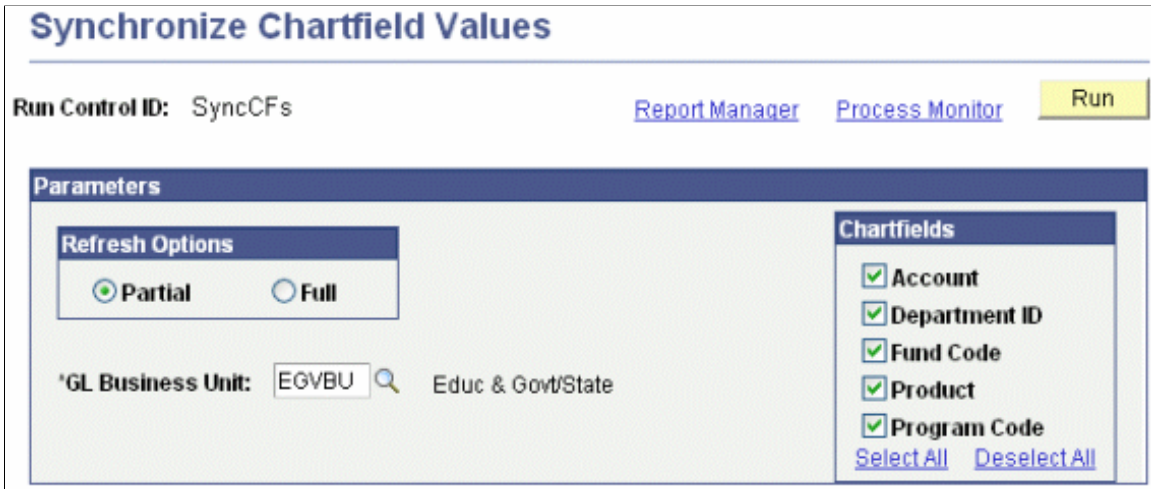 Synchronize Chartfield Values
Run Control ID: SyncCFs Report Manager Process Monitor Run
Parameters
Refresh Options
Partial Full
*GL Business Unit: EGVBU Educ & Govt/State
Chartfields
Account
Department ID
Fund Code
Product
Program Code
Select All Deselect All